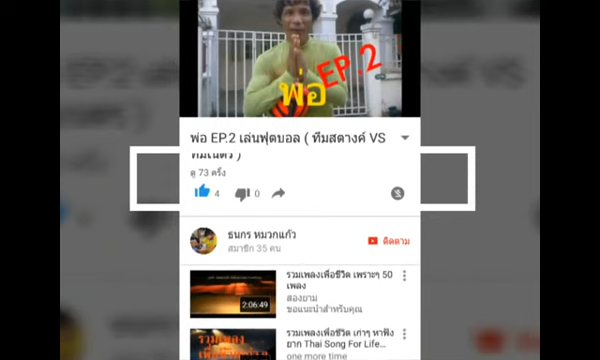 พ่อ
EP.2
พ่อ EP.2 เล่นฟุตบอล ( ทีมสตางค์ VS
ดู 73 ครั้ง
4
0
ธนกร หมวกแก้ว
สมาชิก 35 คน
ติดตาม
รวมเพลงเพื่อชีวิต เพราะๆ 50
เพลง
สองยาม
ขอแนะนำสำหรับคุณ
2:06:49
รวมเพลงเพื่อชีวิต เก่าๆ หาฟัง
ยาก Thai Song For Life...
one more time
รวมเพลง